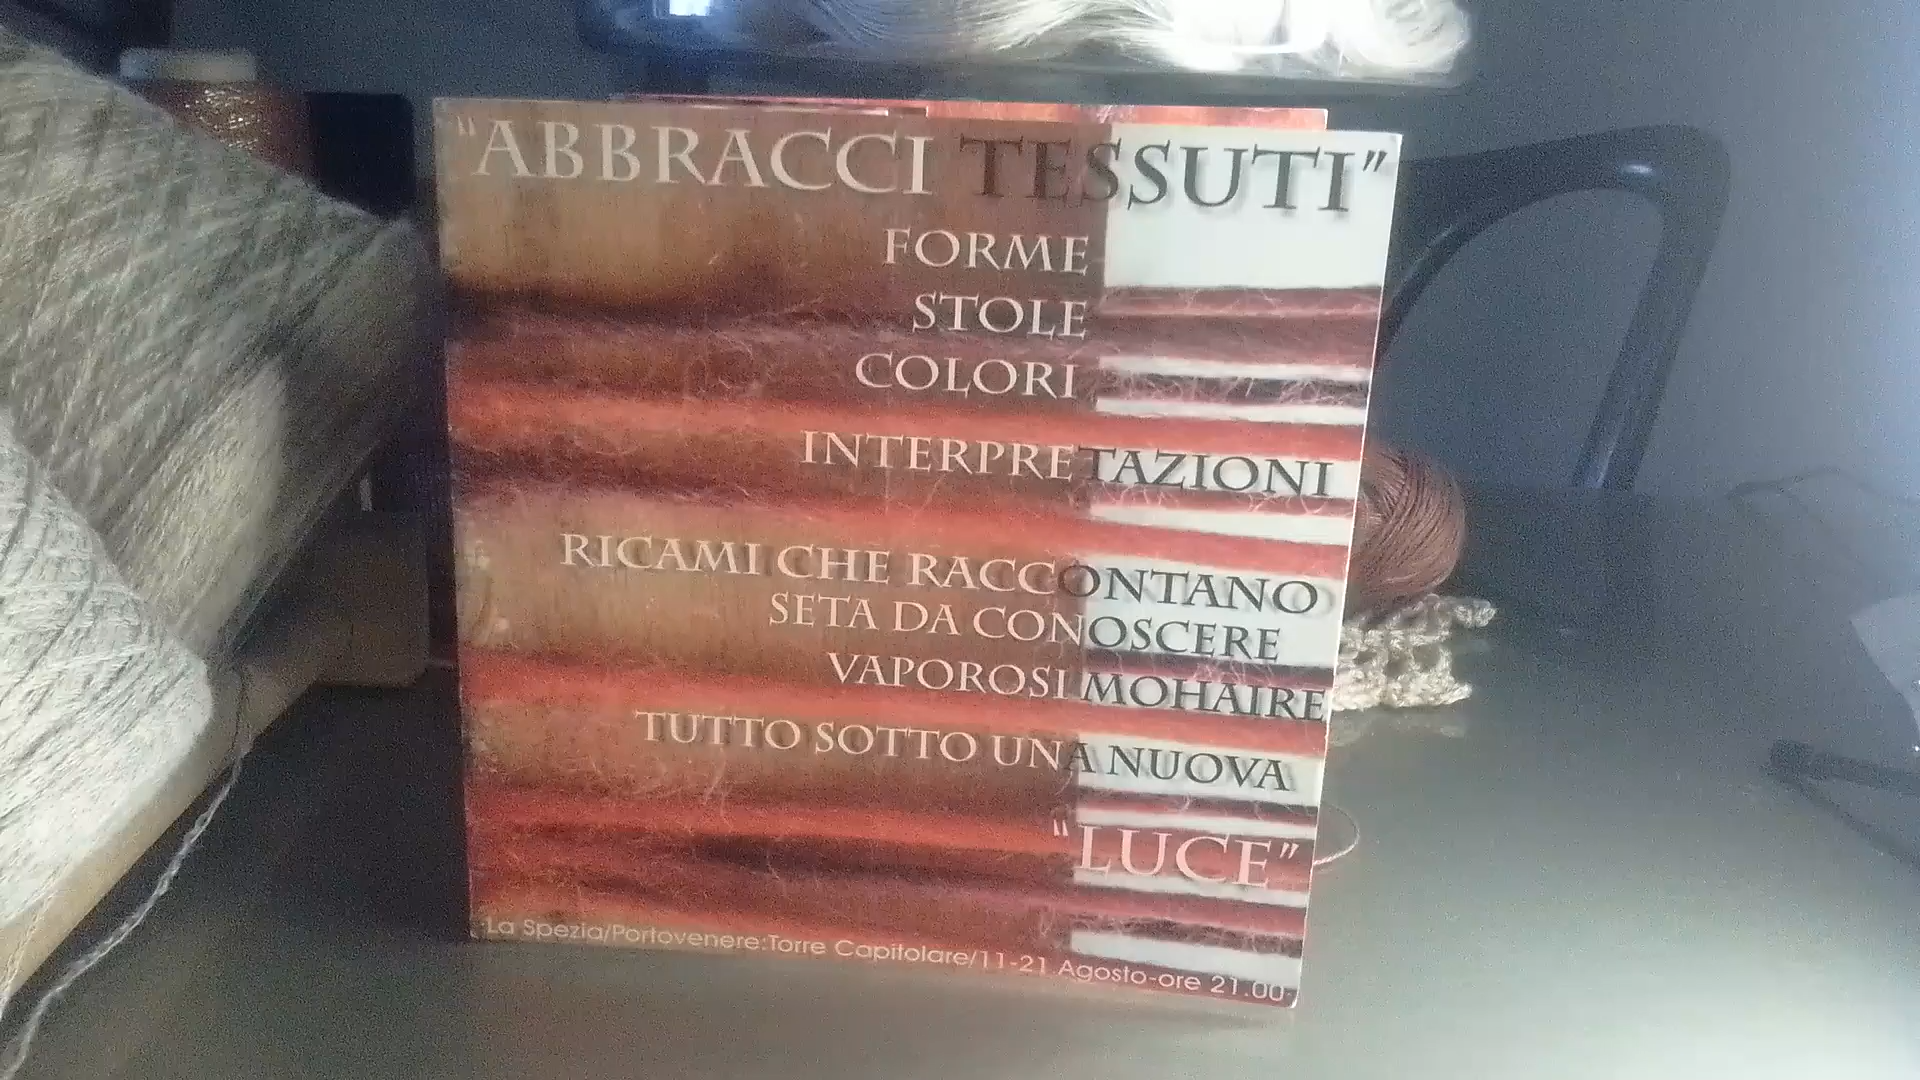 "ABBRACCI TESSUTI"
FORME
STOLE
COLORI
INTERPRETAZIONI
RICAMI CHE RACCONTANO
SETA DA CONOSCERE
VAPOROSI MOHAIRE
TUTTO SOTTO UNA NUOVA
"LUCE"
-La Spezia/Portovenere:Torre Capitolare/11-21 Agosto-ore 21.00-